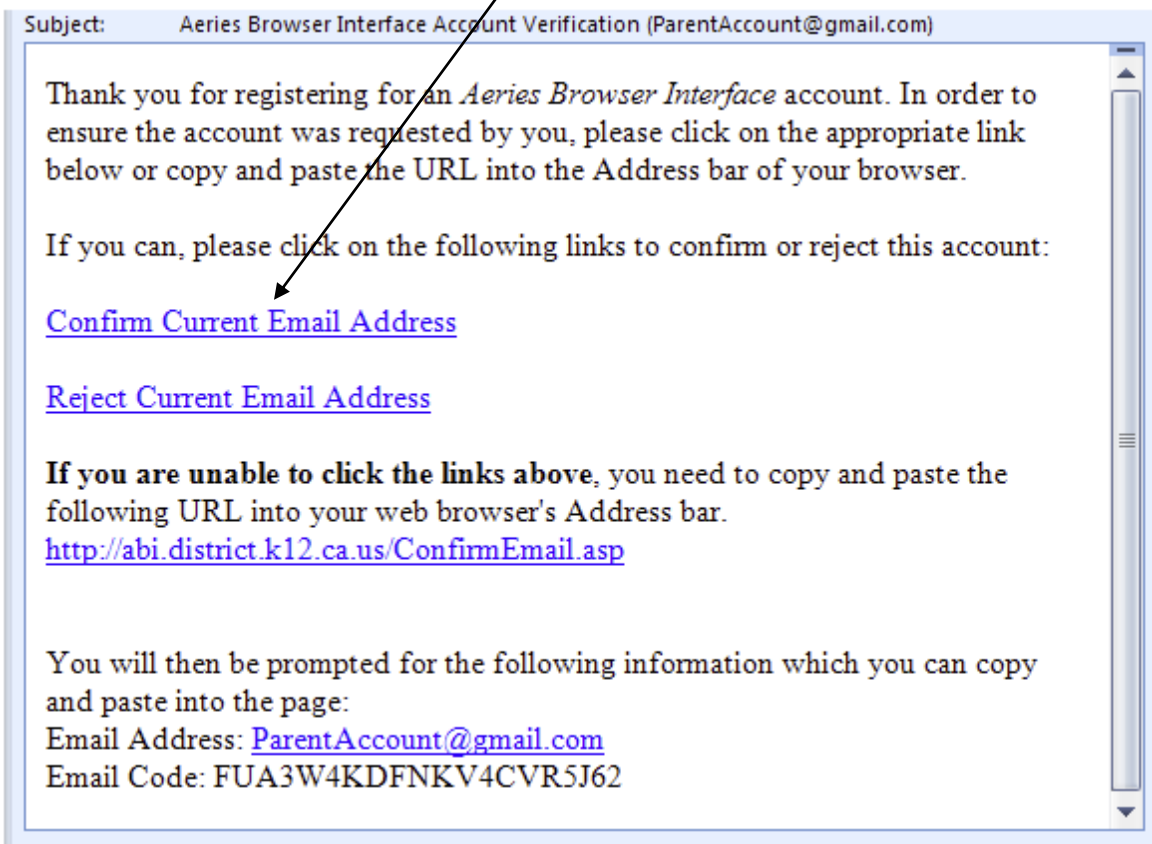 Subject: Aeries Browser Interface Account Verification (ParentAccount@gmail.com)
Thank you for registering for an Aeries Browser Interface account. In order to
ensure the account was requested by you, please click on the appropriate link
below or copy and paste the URL into the Address bar of your browser.
If you can, please click on the following links to confirm or reject this account:
Confirm Current Email Address
Reject Current Email Address
If you are unable to click the links above, you need to copy and paste the
following URL into your web browser's Address bar.
http://abi.district.k12.ca.us/ConfirmEmail.asp
You will then be prompted for the following information which you can copy
and paste into the page:
Email Address: ParentAccount@gmail.com
Email Code: FUA3W4KDFNKV4CVR5J62